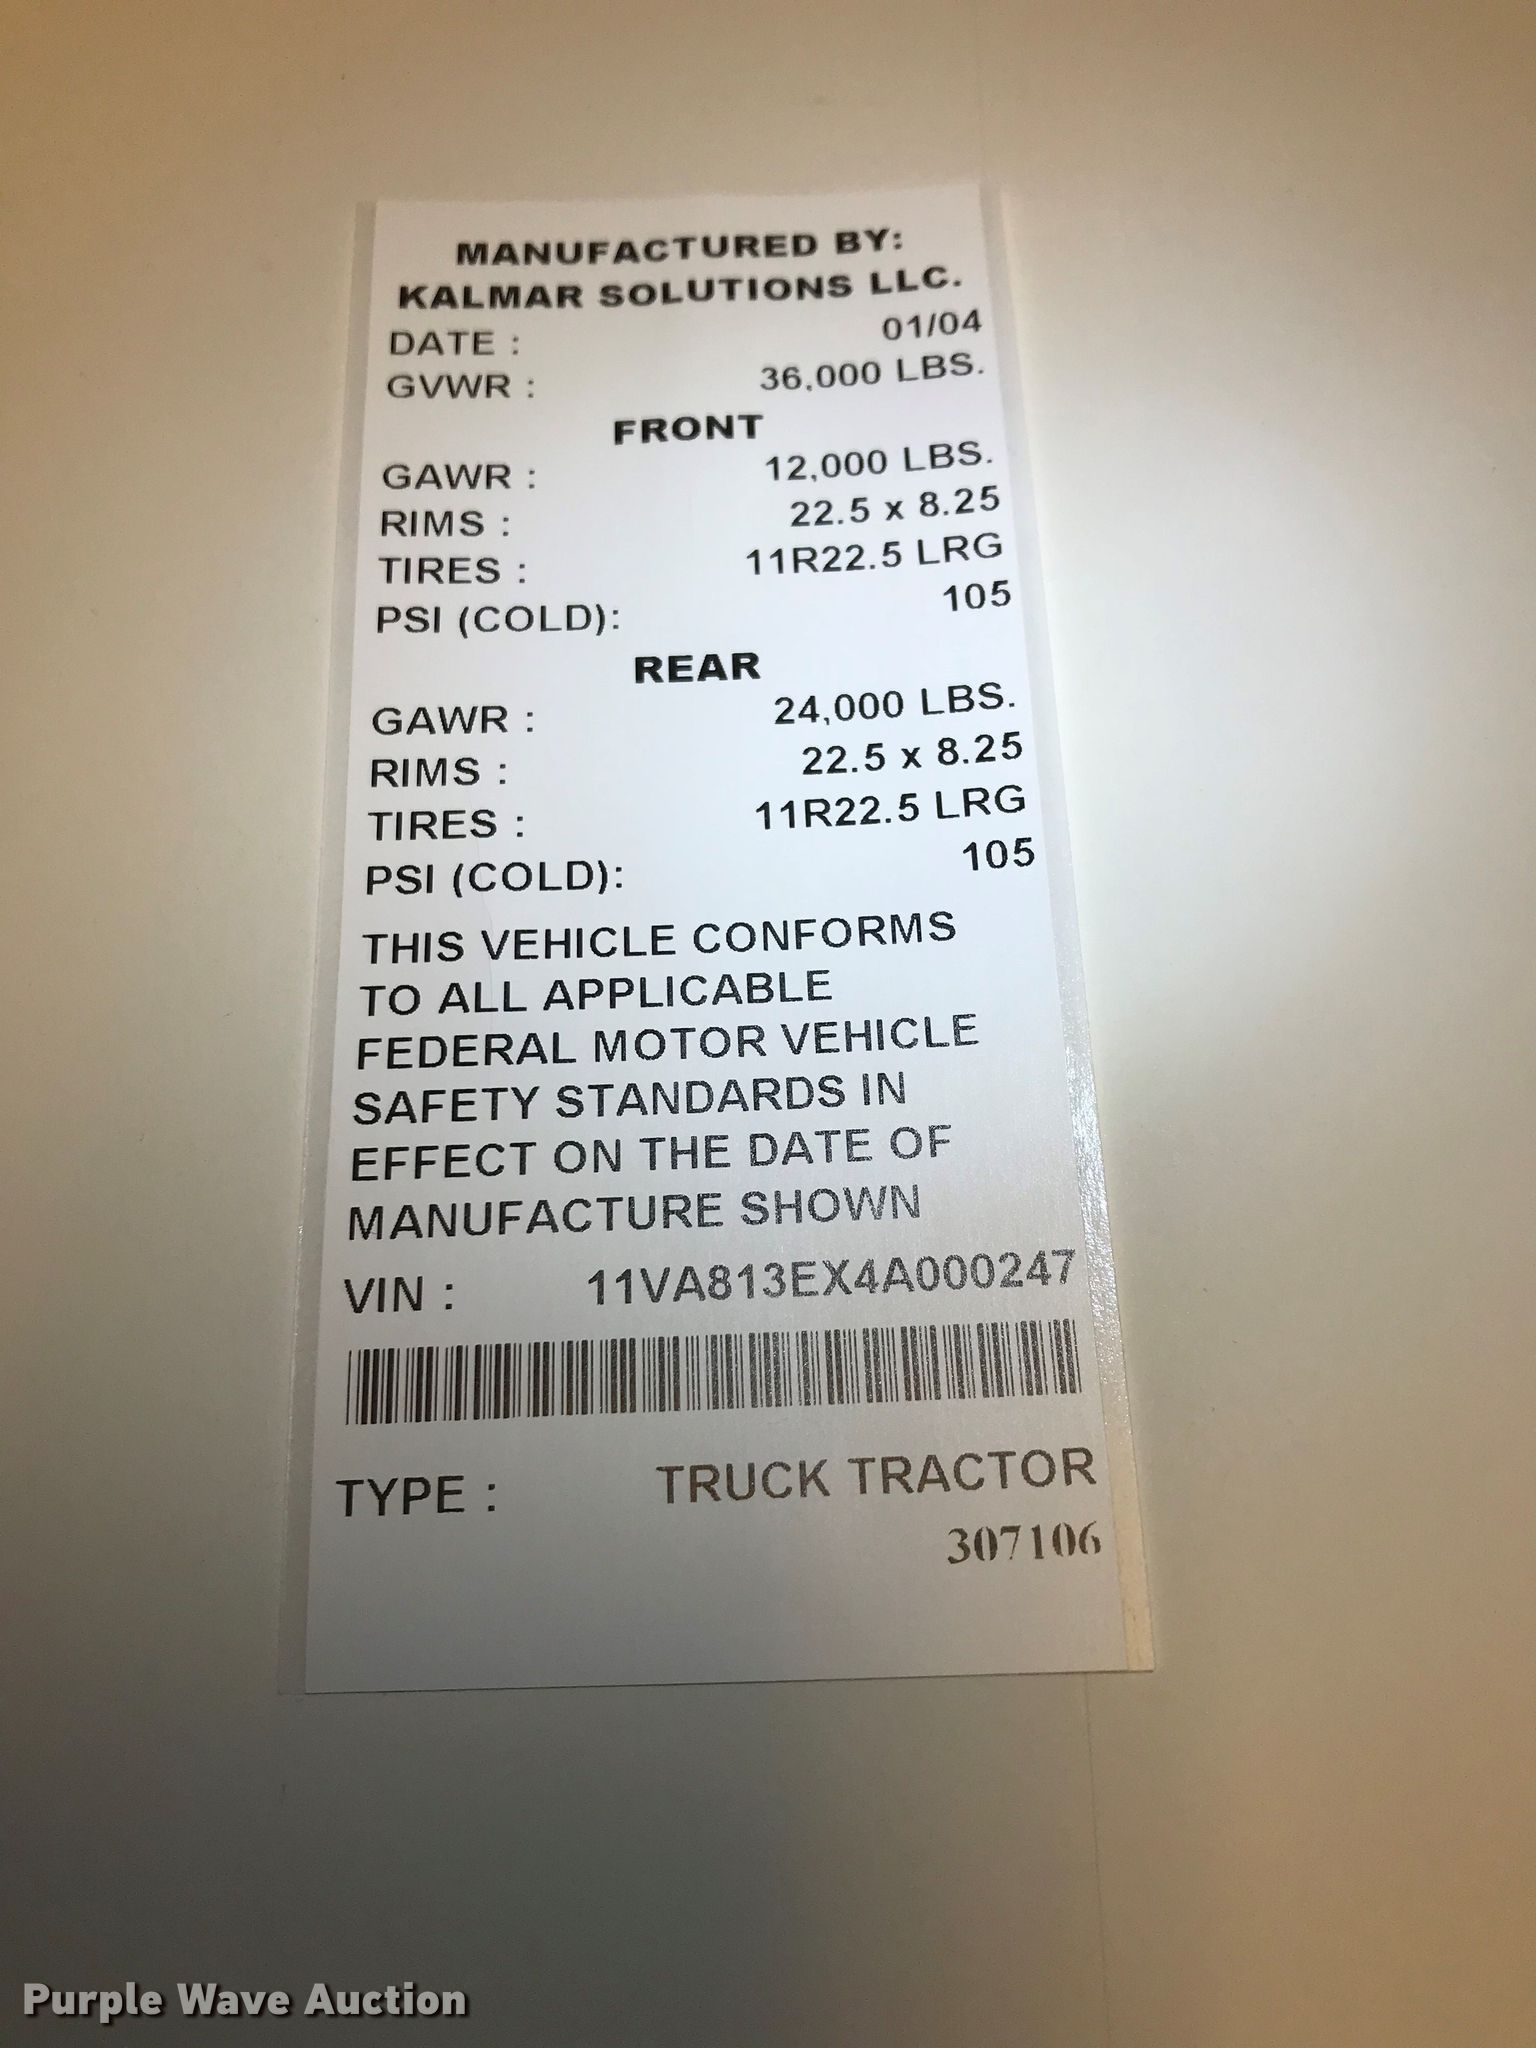 MANUFACTURED BY:
KALMAR SOLUTIONS LLC.
DATE : 01/04
GVWR : 36,000 LBS.
FRONT
GAWR : 12,000 LBS.
RIMS : 22.5 x 8.25
TIRES : 11R22.5 LRG
PSI (COLD): 105
REAR
GAWR : 24,000 LBS.
RIMS : 22.5 x 8.25
TIRES : 11R22.5 LRG
PSI (COLD): 105
THIS VEHICLE CONFORMS
TO ALL APPLICABLE
FEDERAL MOTOR VEHICLE
SAFETY STANDARDS IN
EFFECT ON THE DATE OF
MANUFACTURE SHOWN
VIN : 11VA813EX4A000247
TYPE : TRUCK TRACTOR
307106
Purple Wave Auction